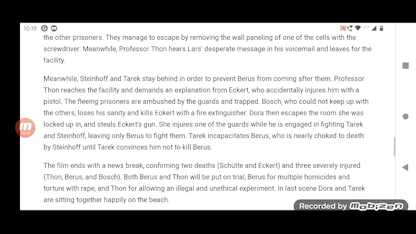 10:19
the other prisoners. They manage to escape by removing the wall paneling of one of the cells with the
screwdriver. Meanwhile, Professor Thon hears Lars' desperate message in his voicemail and leaves for the
facility.
Meanwhile, Steinhoff and Tarek stay behind in order to prevent Berus from coming after them. Professor
Thon reaches the facility and demands an explanation from Eckert, who accidentally injures him with a
pistol. The fleeing prisoners are ambushed by the guards and trapped. Bosch, who could not keep up with
the others, loses his sanity and kills Eckert with a fire extinguisher. Dora then escapes the room she was
locked up in, and steals Eckert's gun. She injures one of the guards while he is engaged in fighting Tarek
and Steinhoff, leaving only Berus to fight them. Tarek incapacitates Berus, who is nearly choked to death
by Steinhoff until Tarek convinces him not to kill Berus.
The film ends with a news break, confirming two deaths (Schütte and Eckert) and three severely injured
(Thon, Berus, and Bosch). Both Berus and Thon will be put on trial, Berus for multiple homicides and
torture with rape, and Thon for allowing an illegal and unethical experiment. In last scene Dora and Tarek
are sitting together happily on the beach.
Recorded by Mobizen